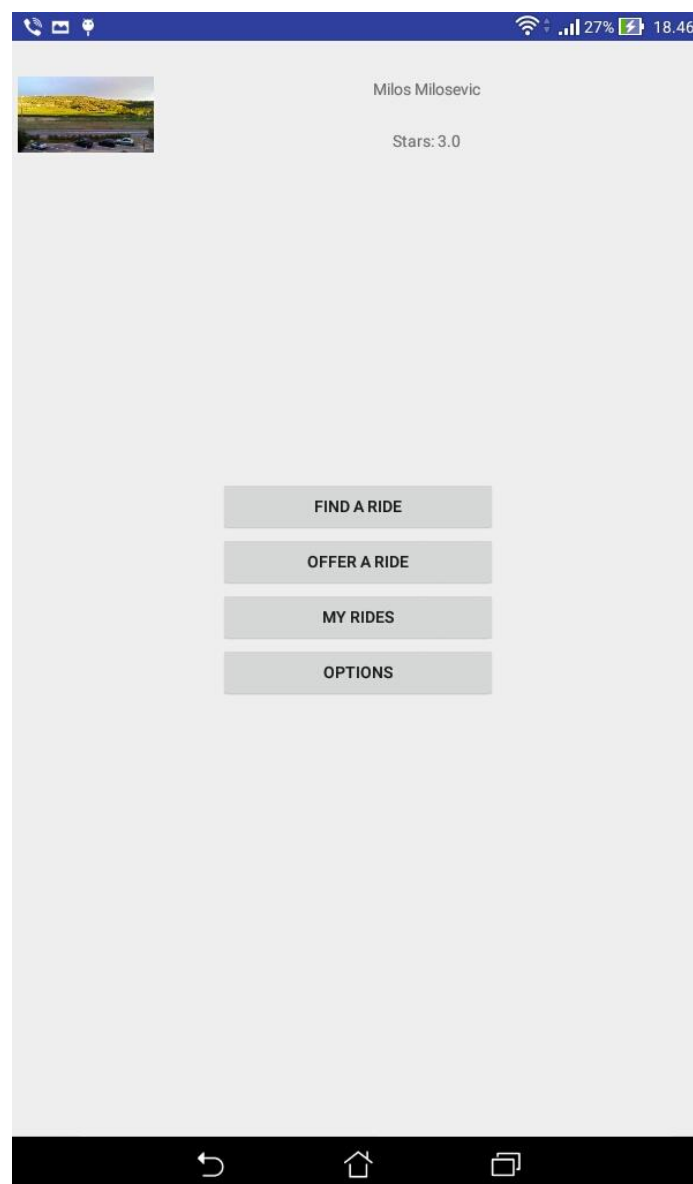 27% 18.46
Milos Milosevic
Stars: 3.0
FIND A RIDE
OFFER A RIDE
MY RIDES
OPTIONS